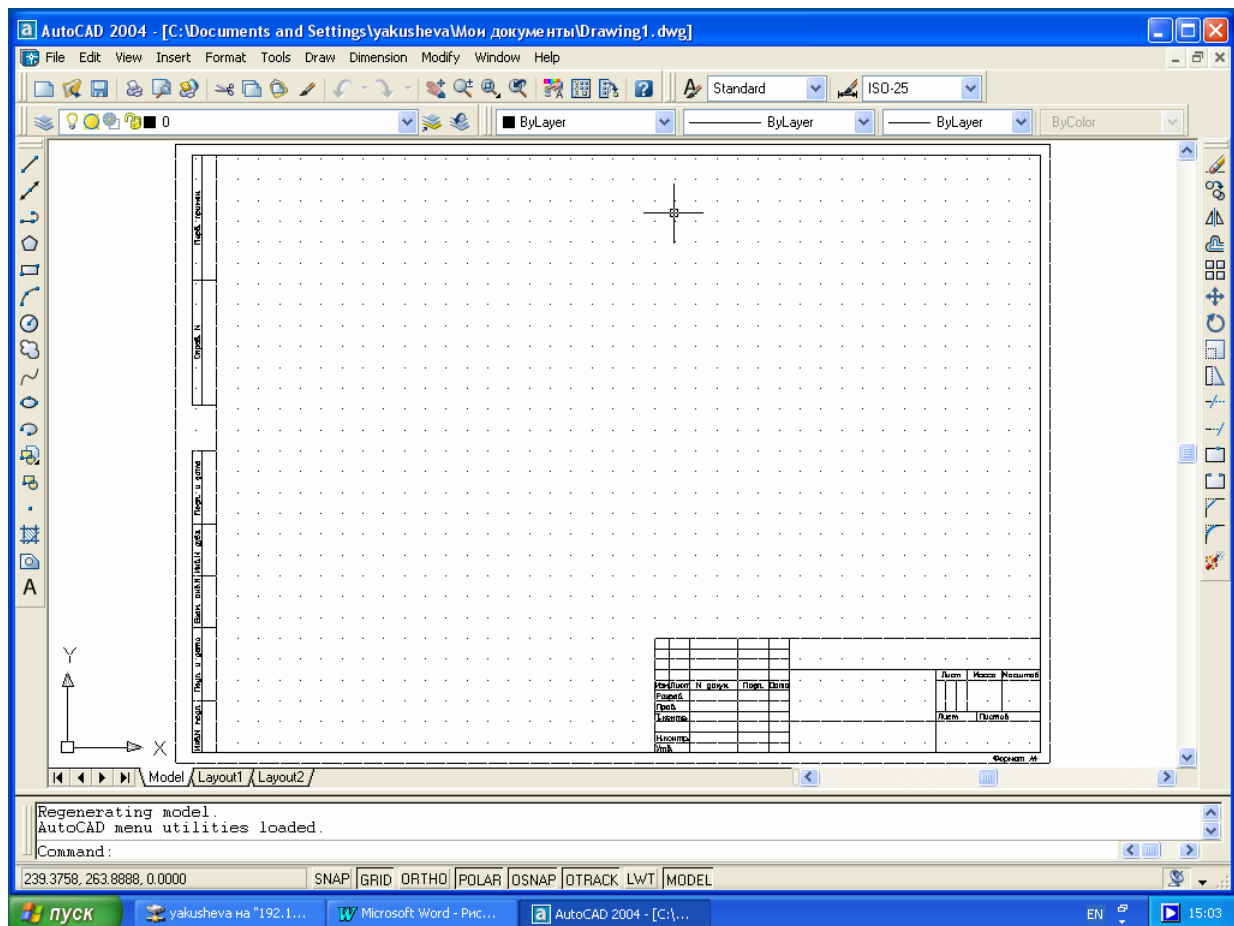 AutoCAD 2004 - [C:\Documents and Settings\yakusheva\Мои документы\Drawing1.dwg]
File Edit View Insert Format Tools Draw Dimension Modify Window Help
Standard ISO-25
0 ByLayer ByLayer ByLayer ByColor
Перв. примен.
Справ. N
Подп. и дата
Инв.N дубл.
Взам. инв.N
Подп. и дата
Инв.N подл.
Лист Масса Масштаб
Изм Лист N докум. Подп. Дата
Разраб.
Пров.
Т.контр. Лист Листов
Н.контр.
Утв.
Формат
Y
X
A
Model Layout1 Layout2
Regenerating model.
AutoCAD menu utilities loaded.
Command:
239.3758, 263.8888, 0.0000 SNAP GRID ORTHO POLAR OSNAP OTRACK LWT MODEL
пуск yakusheva на "192.1... Microsoft Word - Рис... AutoCAD 2004 - [C:\... EN 15:03